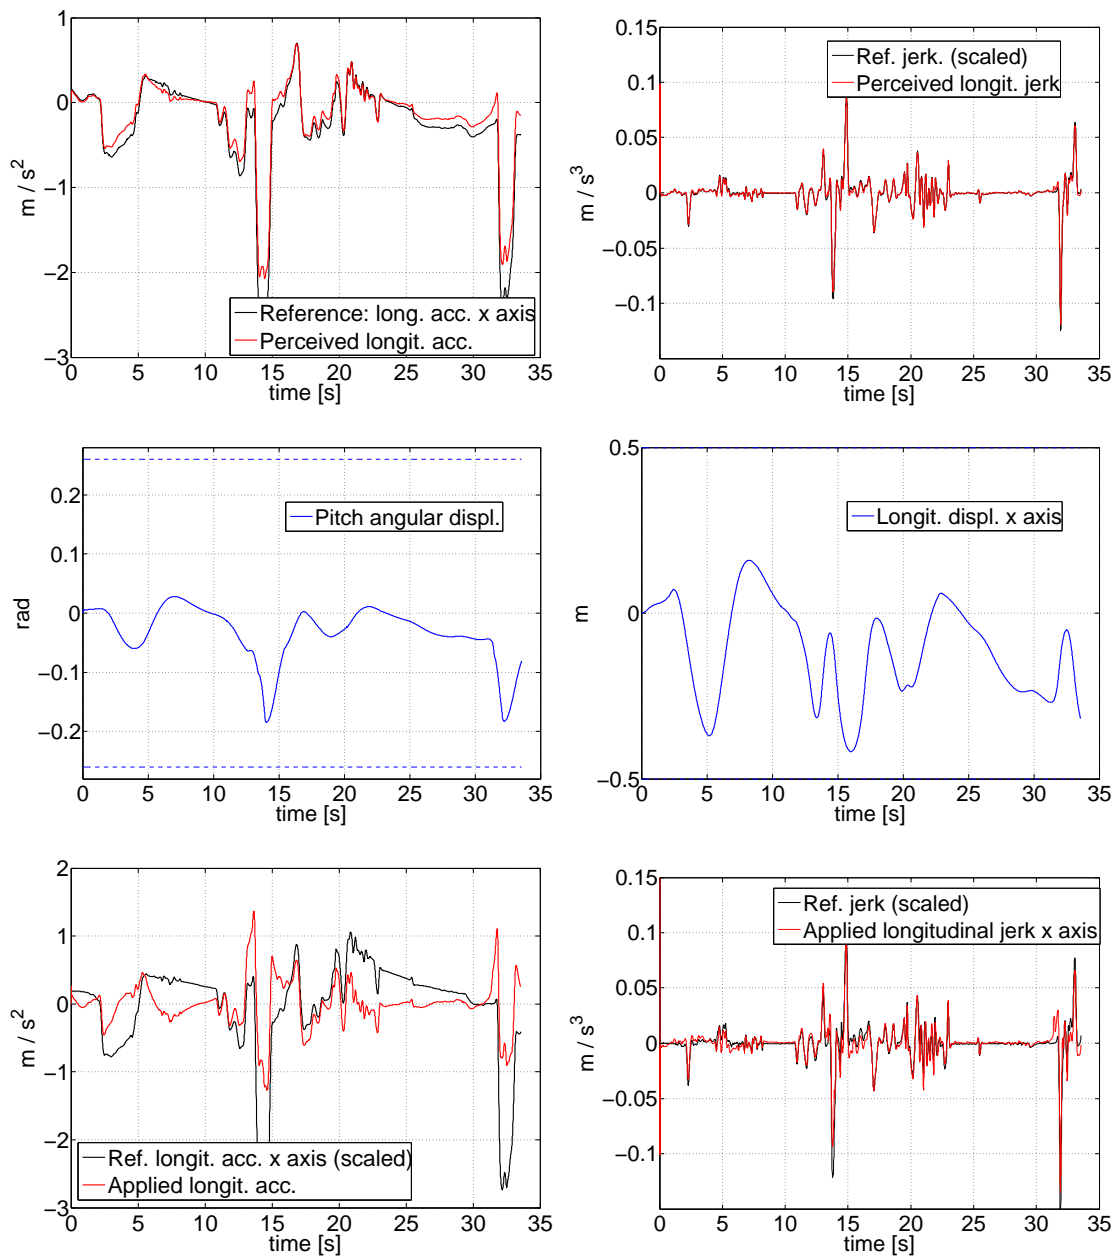 1
0
−1
−2
−3
m / s²
0 5 10 15 20 25 30 35
time [s]
Reference: long. acc. x axis
Perceived longit. acc.
0.15
0.1
0.05
0
−0.05
−0.1
m / s³
0 5 10 15 20 25 30 35
time [s]
Ref. jerk. (scaled)
Perceived longit. jerk
0.2
0.1
0
−0.1
−0.2
rad
0 5 10 15 20 25 30 35
time [s]
Pitch angular displ.
0.5
0
−0.5
m
0 5 10 15 20 25 30 35
time [s]
Longit. displ. x axis
2
1
0
−1
−2
−3
m / s²
0 5 10 15 20 25 30 35
time [s]
Ref. longit. acc. x axis (scaled)
Applied longit. acc.
0.15
0.1
0.05
0
−0.05
−0.1
m / s³
0 5 10 15 20 25 30 35
time [s]
Ref. jerk (scaled)
Applied longitudinal jerk x axis